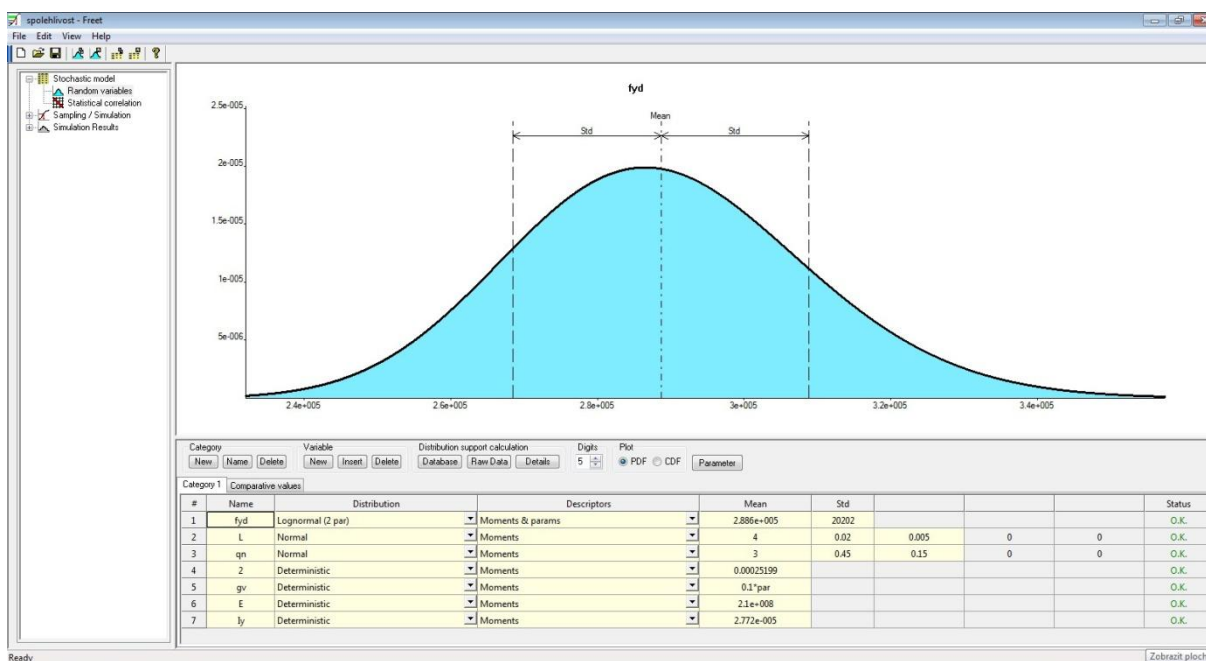 spolehlivost - Freet
File Edit View Help
Stochastic model
Random variables
Statistical correlation
Sampling / Simulation
Simulation Results
fyd
2.5e-005
Mean
Std Std
2e-005
1.5e-005
1e-005
5e-006
2.4e+005 2.6e+005 2.8e+005 3e+005 3.2e+005 3.4e+005
Category Variable Distribution support calculation Digits Plot
New Name Delete New Insert Delete Database Raw Data Details 5 PDF CDF Parameter
Category 1 Comparative values
# Name Distribution Descriptors Mean Std Status
1 fyd Lognormal (2 par) Moments & params 2.886e+005 20202 O.K.
2 L Normal Moments 4 0.02 0.005 0 0 O.K.
3 qn Normal Moments 3 0.45 0.15 0 0 O.K.
4 2 Deterministic Moments 0.00025199 O.K.
5 gv Deterministic Moments 0.1*par O.K.
6 E Deterministic Moments 2.1e+008 O.K.
7 Iy Deterministic Moments 2.772e-005 O.K.
Ready Zobrazit ploch